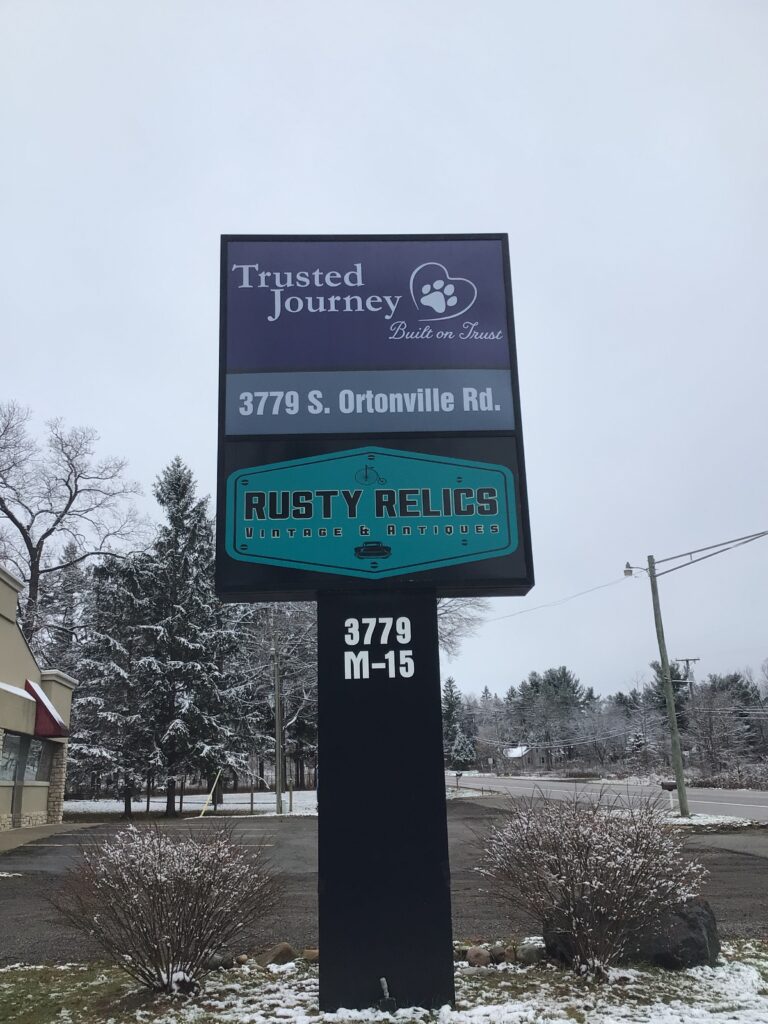 Trusted
Journey
Built on Trust
3779 S. Ortonville Rd.
RUSTY RELICS
VINTAGE & ANTIQUES
3779
M-15